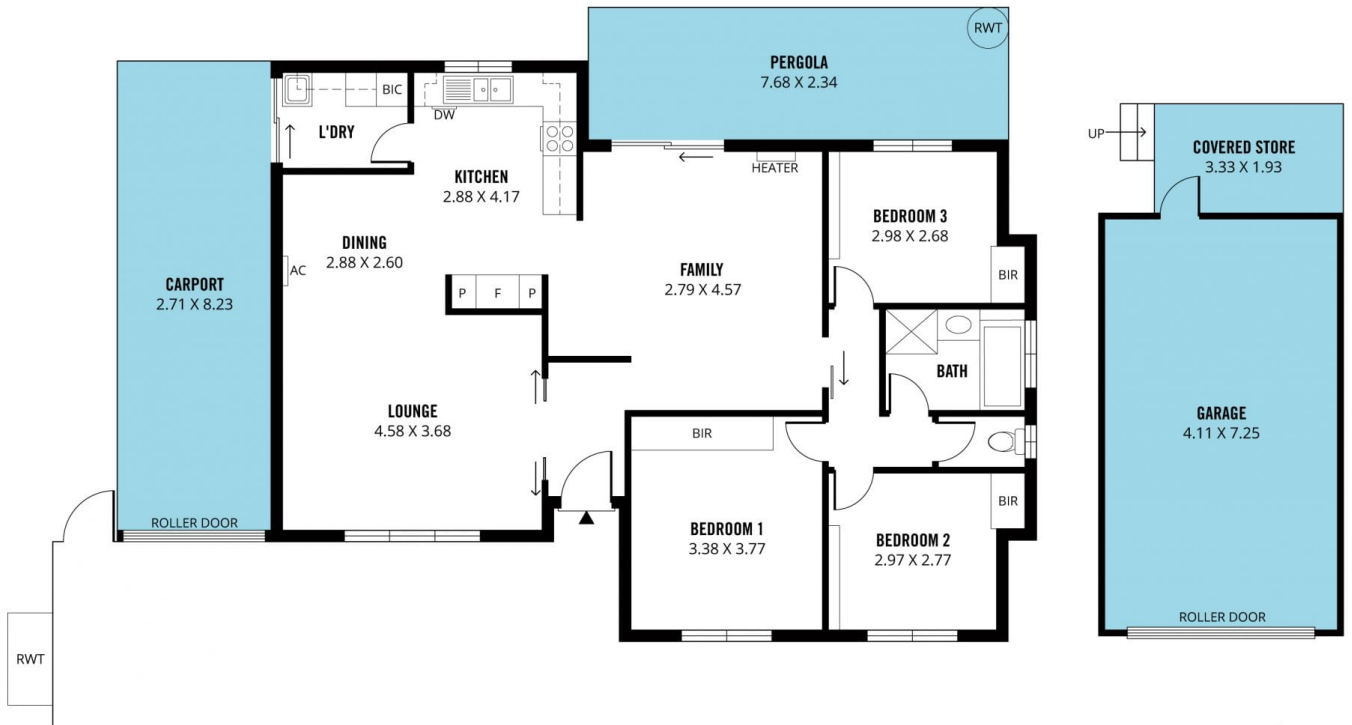 RWT
PERGOLA
7.68 X 2.34
BIC
DW
L'DRY
KITCHEN
2.88 X 4.17
HEATER
UP
COVERED STORE
3.33 X 1.93
BEDROOM 3
2.98 X 2.68
BIR
DINING
2.88 X 2.60
AC
CARPORT
2.71 X 8.23
P
F
P
FAMILY
2.79 X 4.57
BATH
LOUNGE
4.58 X 3.68
GARAGE
4.11 X 7.25
BIR
BIR
BEDROOM 1
3.38 X 3.77
BEDROOM 2
2.97 X 2.77
ROLLER DOOR
ROLLER DOOR
RWT